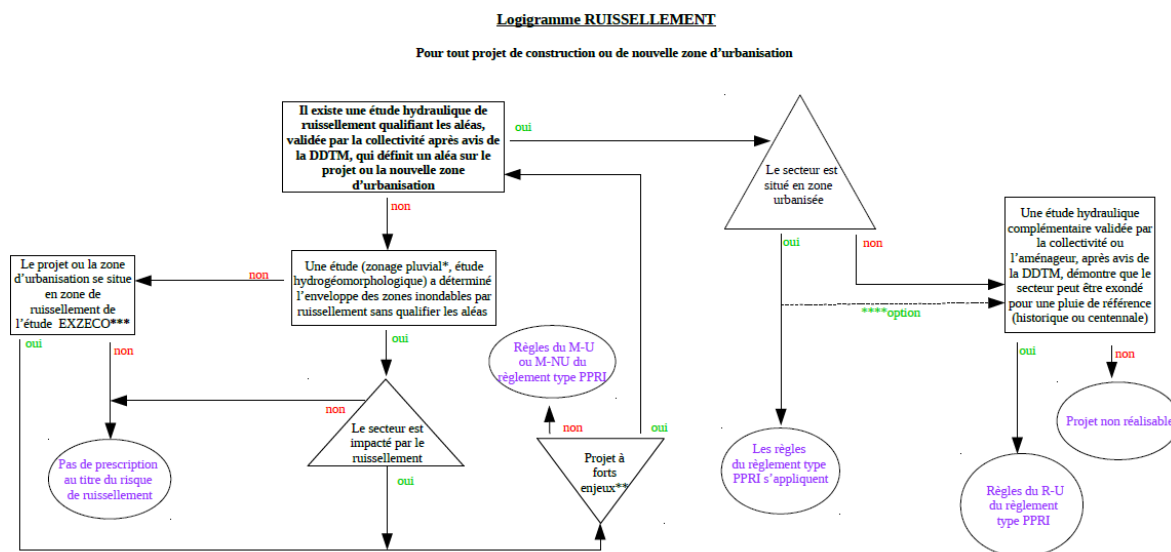 Logigramme RUISSELLEMENT
Pour tout projet de construction ou de nouvelle zone d'urbanisation
Il existe une étude hydraulique de
ruissellement qualifiant les aléas,
validée par la collectivité après avis de
la DDTM, qui définit un aléa sur le
projet ou la nouvelle zone
d'urbanisation
oui
non
Le secteur est
situé en zone
urbanisée
oui
non
Une étude hydraulique
complémentaire validée par
la collectivité ou
l'aménageur, après avis de
la DDTM, démontre que le
secteur peut être exondé
pour une pluie de référence
(historique ou centennale)
****option
oui
non
Le projet ou la zone
d'urbanisation se situe
en zone de
ruissellement de
l'étude EXZECO***
oui
non
non
Une étude (zonage pluvial*, étude
hydrogéomorphologique) a déterminé
l'enveloppe des zones inondables par
ruissellement sans qualifier les aléas
oui
Règles du M-U
ou M-NU du
règlement type PPRI
non
oui
non
Le secteur est
impacté par le
ruissellement
oui
Projet à
forts
enjeux**
Pas de prescription
au titre du risque
de ruissellement
Les règles
du règlement type
PPRI s'appliquent
Projet non réalisable
Règles du R-U
du règlement
type PPRI